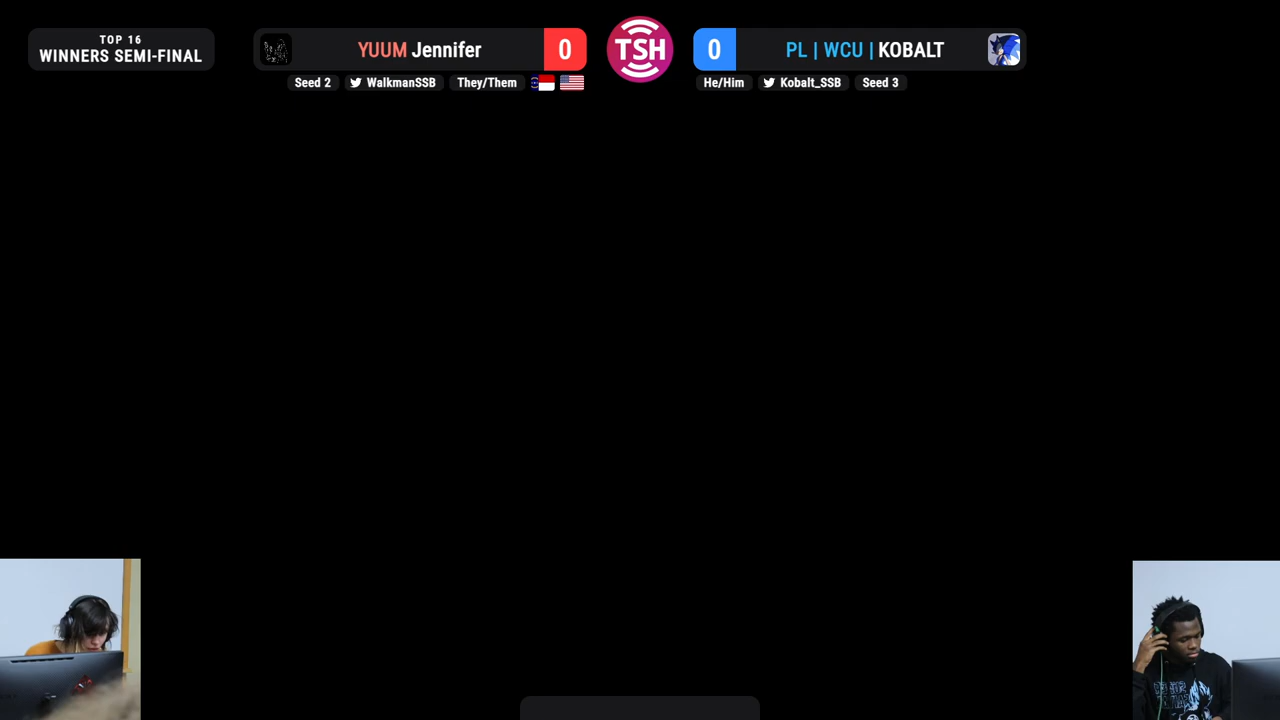 TOP 16
WINNERS SEMI-FINAL
YUUM Jennifer 0
TSH
0 PL | WCU | KOBALT
Seed 2 WalkmanSSB They/Them
He/Him Kobalt_SSB Seed 3